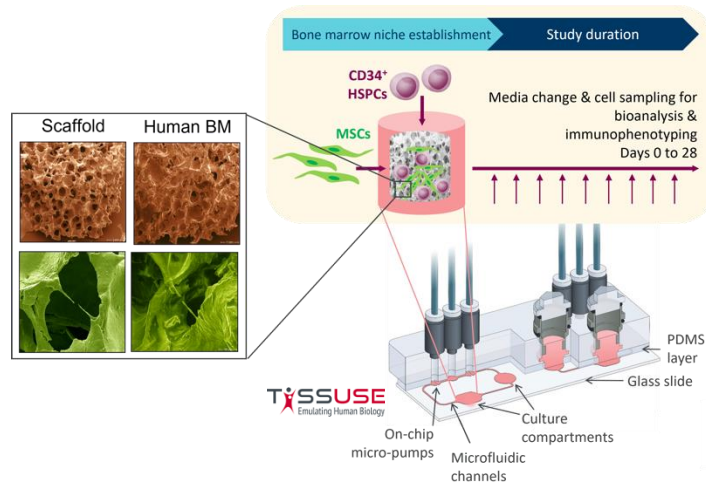 Bone marrow niche establishment
Study duration
CD34⁺
HSPCs
MSCs
Media change & cell sampling for
bioanalysis &
immunophenotyping
Days 0 to 28
Scaffold
Human BM
PDMS
layer
Glass slide
TISSUSE
Emulating Human Biology
Culture
compartments
On-chip
micro-pumps
Microfluidic
channels